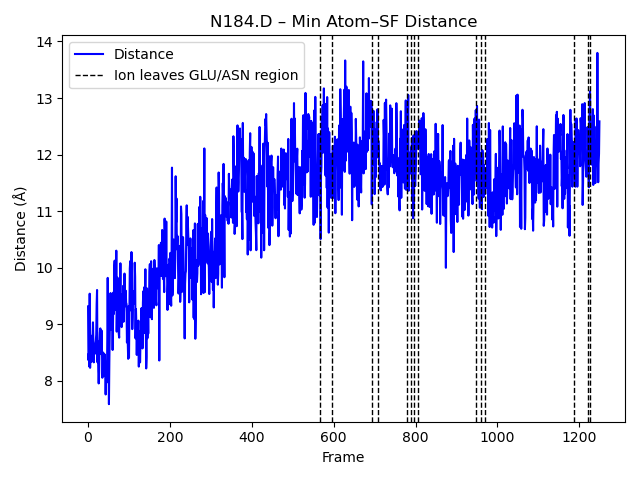 N184.D – Min Atom–SF Distance
Distance
Ion leaves GLU/ASN region
Distance (Å)
14
13
12
11
10
9
8
0 200 400 600 800 1000 1200
Frame